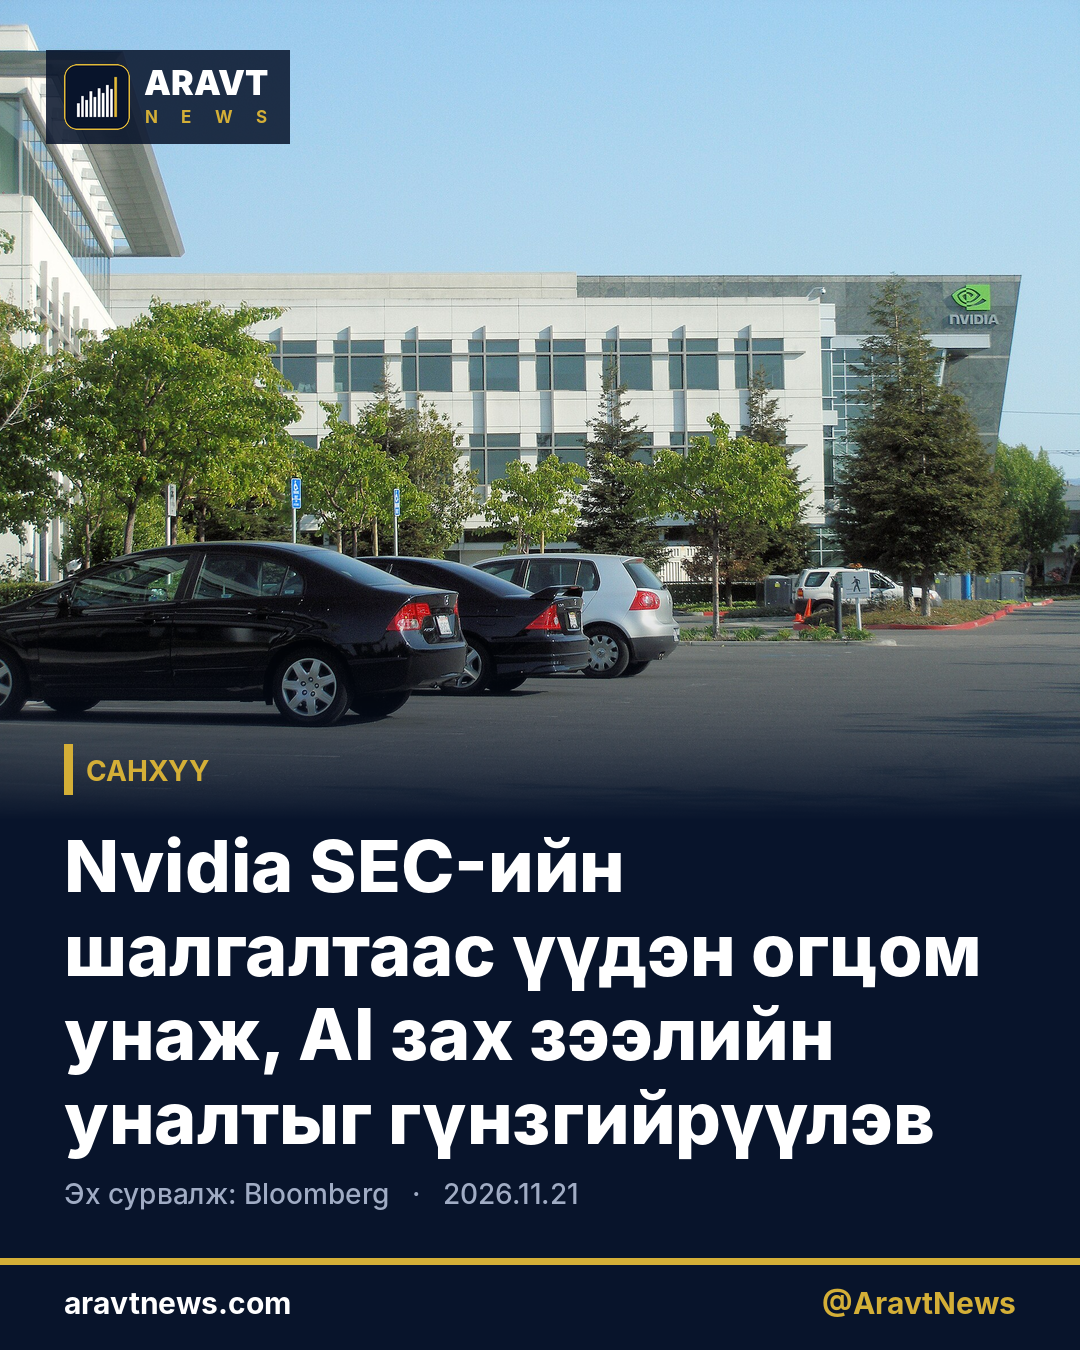 ARAVT
NEWS
NVIDIA
САНХҮҮ
Nvidia SEC-ийн
шалгалтаас үүдэн огцом
унаж, AI зах зээлийн
уналтыг гүнзгийрүүлэв
Эх сурвалж: Bloomberg · 2026.11.21
aravtnews.com
@AravtNews